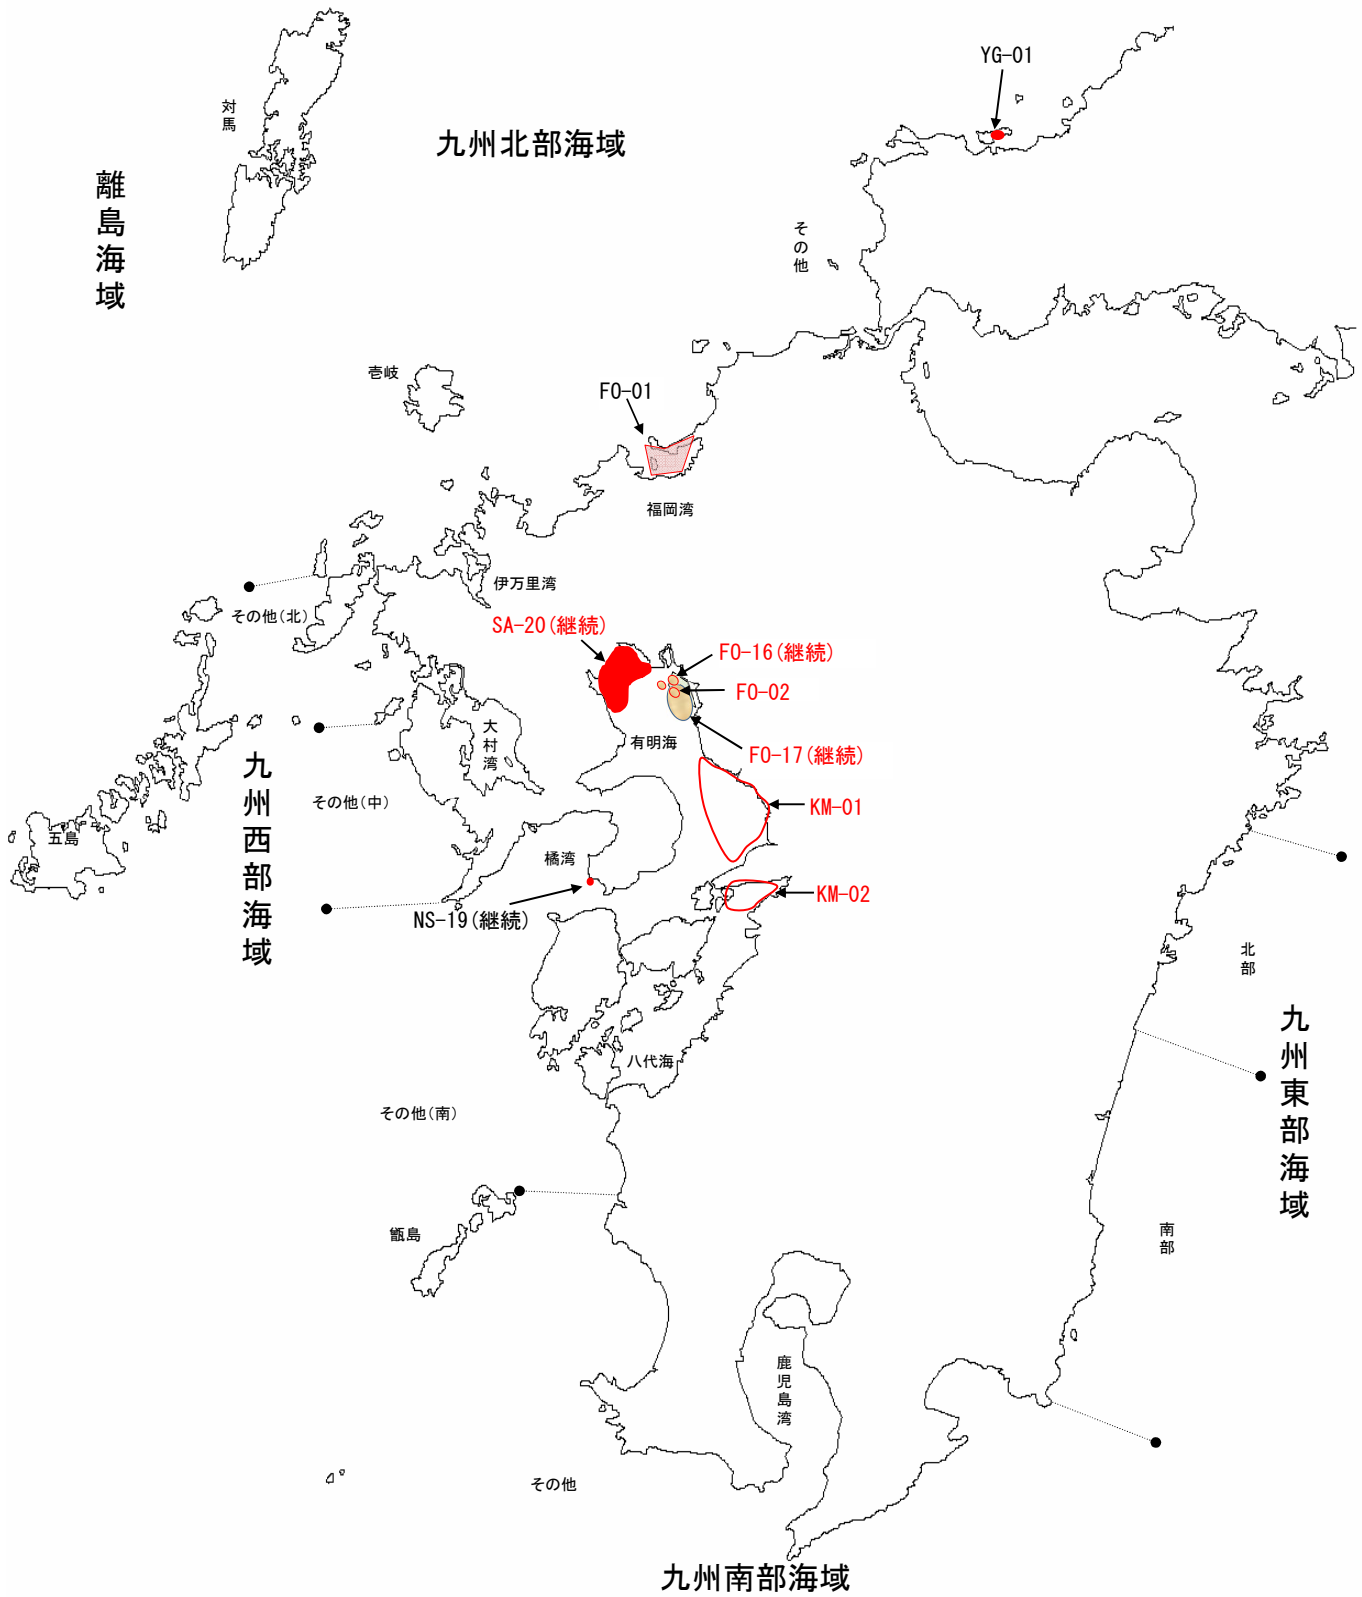 YG-01
対馬
九州北部海域
離島海域
その他
壱岐
FO-01
福岡湾
伊万里湾
その他(北)
SA-20(継続)
FO-16(継続)
FO-02
大村湾
有明海
FO-17(継続)
九州西部海域
その他(中)
KM-01
五島
橘湾
KM-02
NS-19(継続)
北部
九州東部海域
八代海
その他(南)
甑島
南部
鹿児島湾
その他
九州南部海域